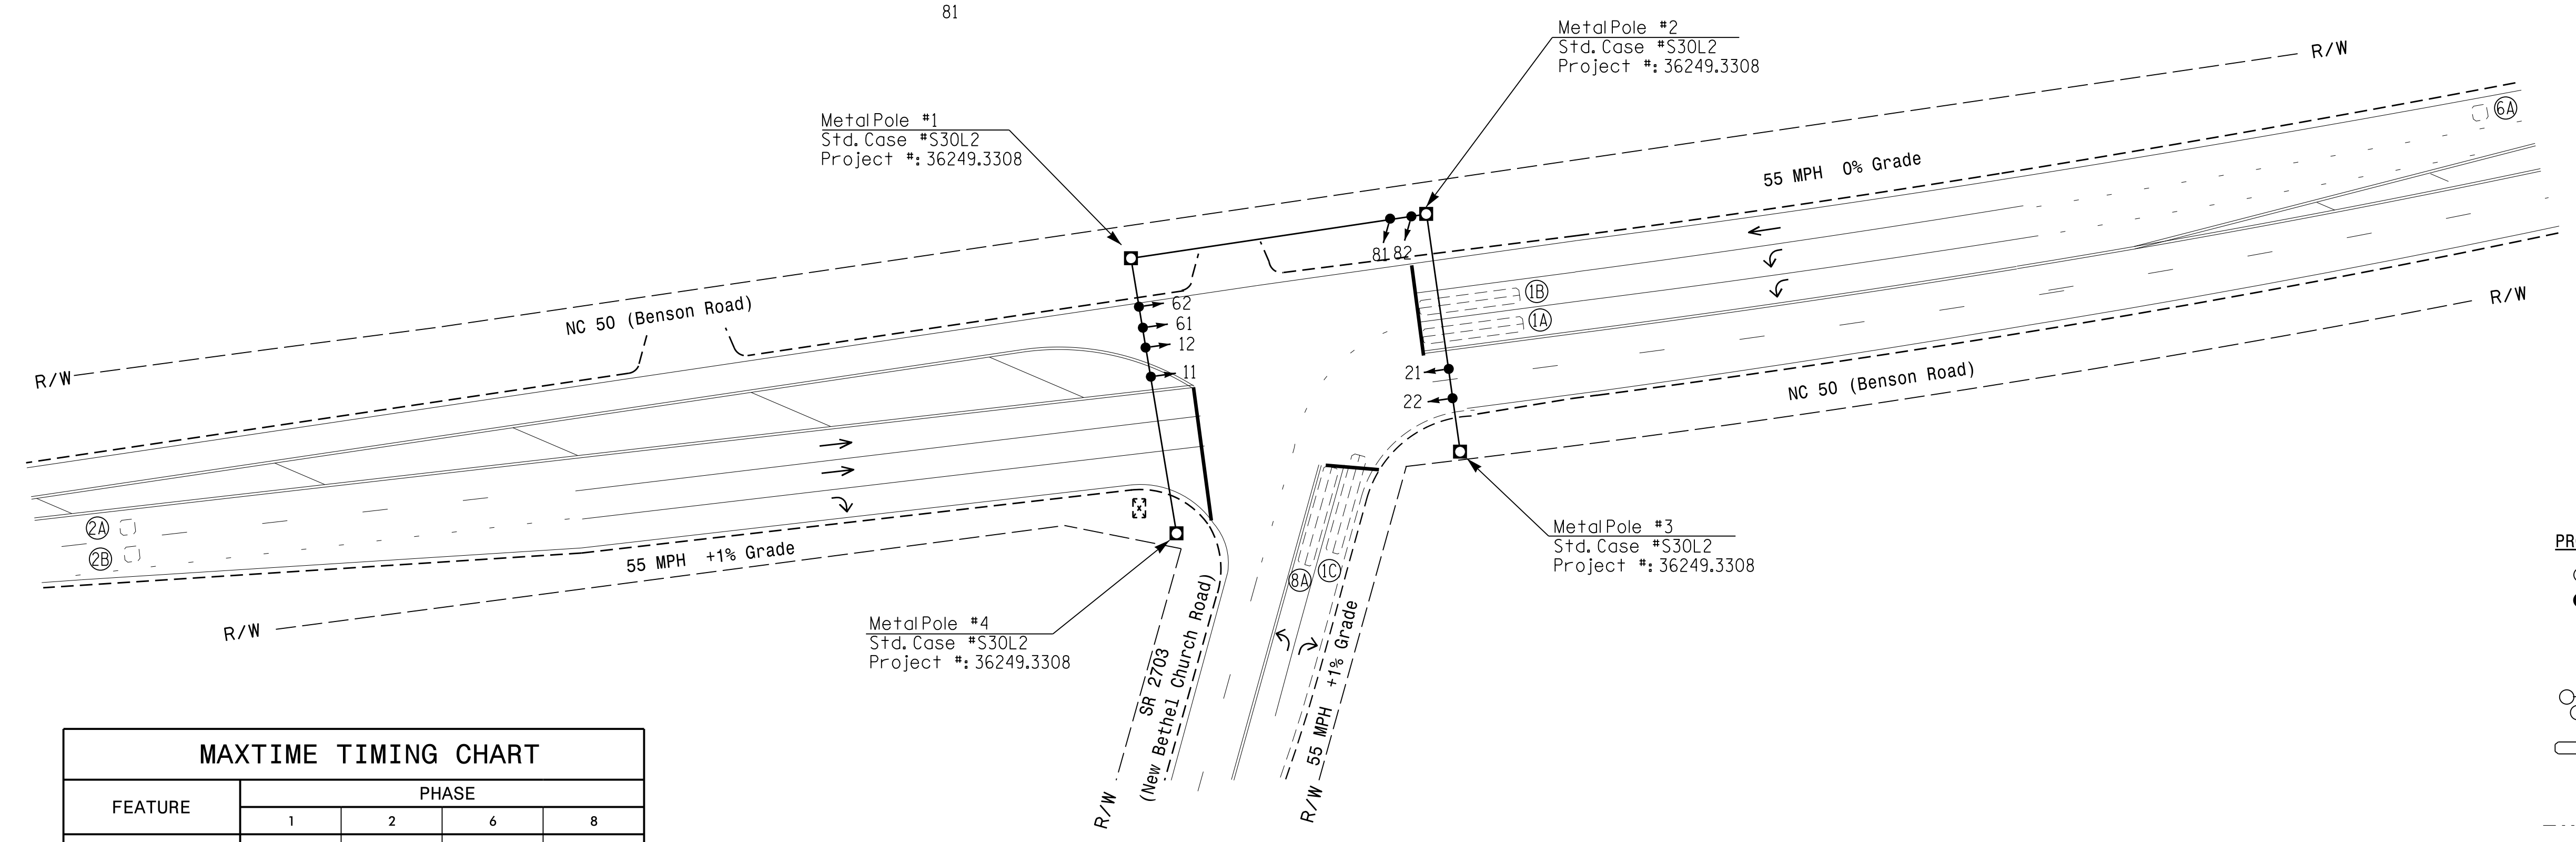 81
Metal Pole #2
Std. Case #S30L2
Project #: 36249.3308
R/W
Metal Pole #1
Std. Case #S30L2
Project #: 36249.3308
6A
55 MPH 0% Grade
81 82
62
61
12
11
1B
1A
21
22
NC 50 (Benson Road)
R/W
R/W
NC 50 (Benson Road)
2A
2B
55 MPH +1% Grade
R/W
Metal Pole #3
Std. Case #S30L2
Project #: 36249.3308
8A
1C
Metal Pole #4
Std. Case #S30L2
Project #: 36249.3308
SR 2703
(New Bethel Church Road)
55 MPH +1% Grade
R/W
R/W
PR
MAXTIME TIMING CHART
FEATURE
PHASE
1 2 6 8